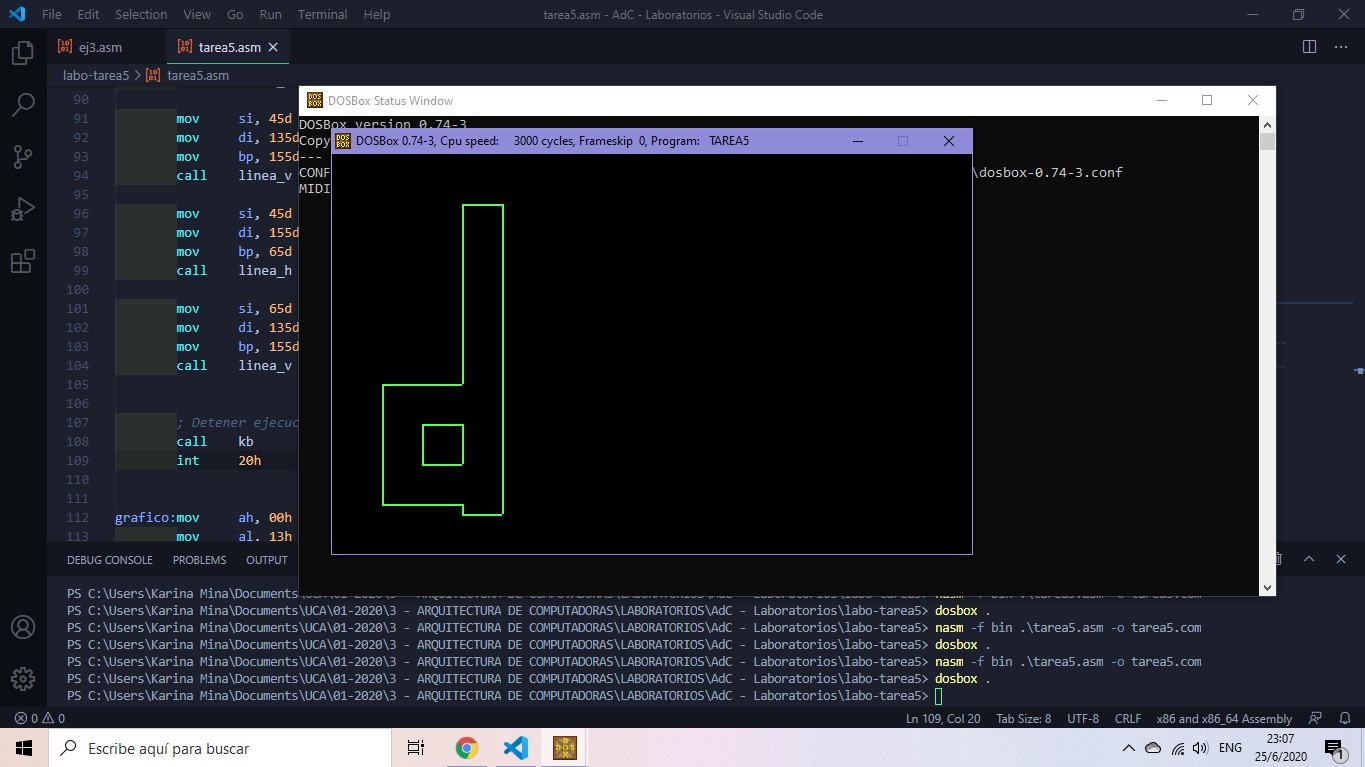 File Edit Selection View Go Run Terminal Help tarea5.asm - AdC - Laboratorios - Visual Studio Code
ej3.asm tarea5.asm
labo-tarea5 > tarea5.asm
90
91 mov si, 45d
92 mov di, 135d
93 mov bp, 155d
94 call linea_v
95
96 mov si, 45d
97 mov di, 155d
98 mov bp, 65d
99 call linea_h
100
101 mov si, 65d
102 mov di, 135d
103 mov bp, 155d
104 call linea_v
105
106
107 ; Detener ejecuc
108 call kb
109 int 20h
110
111
112 grafico:mov ah, 00h
113 mov al, 13h
DOSBox Status Window
DOSBox version 0.74-3
Copy
---
CONF \dosbox-0.74-3.conf
MIDI
DOSBox 0.74-3, Cpu speed: 3000 cycles, Frameskip 0, Program: TAREA5
DEBUG CONSOLE PROBLEMS OUTPUT
PS C:\Users\Karina Mina\Documents\UCA\01-2020\3 - ARQUITECTURA DE COMPUTADORAS\LABORATORIOS\AdC - Laboratorios\labo-tarea5> nasm -f bin .\tarea5.asm -o tarea5.com
PS C:\Users\Karina Mina\Documents\UCA\01-2020\3 - ARQUITECTURA DE COMPUTADORAS\LABORATORIOS\AdC - Laboratorios\labo-tarea5> dosbox .
PS C:\Users\Karina Mina\Documents\UCA\01-2020\3 - ARQUITECTURA DE COMPUTADORAS\LABORATORIOS\AdC - Laboratorios\labo-tarea5> nasm -f bin .\tarea5.asm -o tarea5.com
PS C:\Users\Karina Mina\Documents\UCA\01-2020\3 - ARQUITECTURA DE COMPUTADORAS\LABORATORIOS\AdC - Laboratorios\labo-tarea5> dosbox .
PS C:\Users\Karina Mina\Documents\UCA\01-2020\3 - ARQUITECTURA DE COMPUTADORAS\LABORATORIOS\AdC - Laboratorios\labo-tarea5> nasm -f bin .\tarea5.asm -o tarea5.com
PS C:\Users\Karina Mina\Documents\UCA\01-2020\3 - ARQUITECTURA DE COMPUTADORAS\LABORATORIOS\AdC - Laboratorios\labo-tarea5> dosbox .
PS C:\Users\Karina Mina\Documents\UCA\01-2020\3 - ARQUITECTURA DE COMPUTADORAS\LABORATORIOS\AdC - Laboratorios\labo-tarea5>
0 0 Ln 109, Col 20 Tab Size: 8 UTF-8 CRLF x86 and x86_64 Assembly
Escribe aquí para buscar ENG 23:07
25/6/2020 1